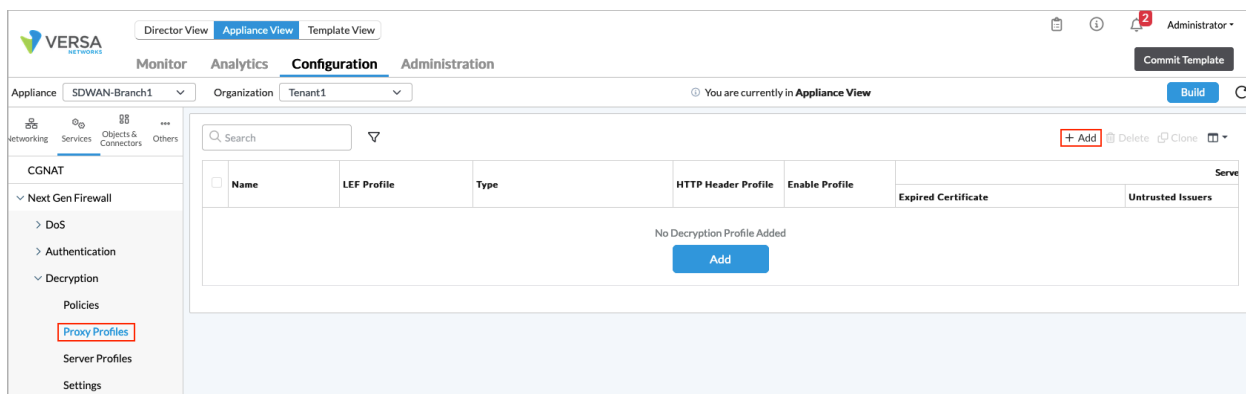 VERSA
NETWORKS
Director View Appliance View Template View
2
Administrator
Monitor Analytics Configuration Administration
Commit Template
Appliance SDWAN-Branch1 Organization Tenant1 You are currently in Appliance View Build
Networking Services Objects & Connectors Others
Search
+ Add Delete Clone
CGNAT
Next Gen Firewall
DoS
Authentication
Decryption
Policies
Proxy Profiles
Server Profiles
Settings
Name LEF Profile Type HTTP Header Profile Enable Profile Serve
Expired Certificate Untrusted Issuers
No Decryption Profile Added
Add